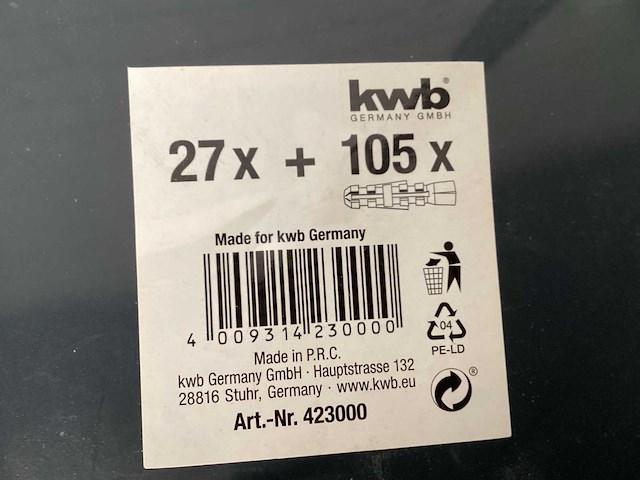 kwb®
GERMANY GMBH
27x + 105x
Made for kwb Germany
4 009314 230000
Made in P.R.C.
kwb Germany GmbH · Hauptstrasse 132
28816 Stuhr, Germany · www.kwb.eu
Art.-Nr. 423000
04
PE-LD
®